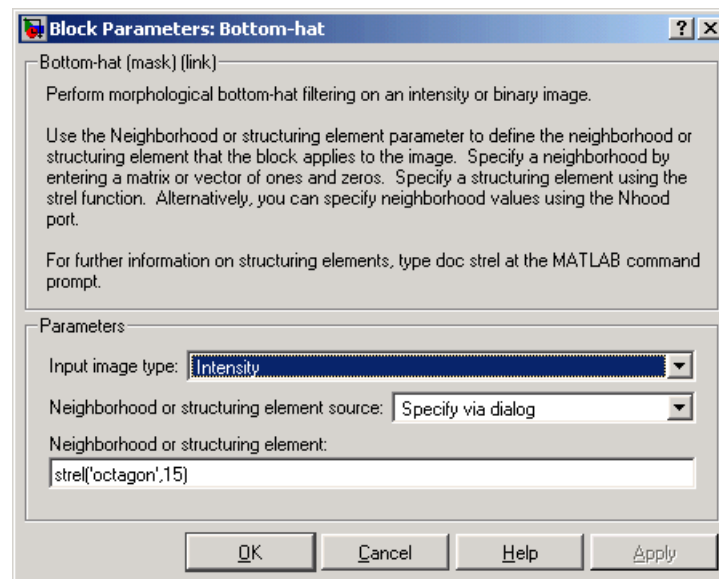 Block Parameters: Bottom-hat
Bottom-hat (mask) (link)
Perform morphological bottom-hat filtering on an intensity or binary image.
Use the Neighborhood or structuring element parameter to define the neighborhood or
structuring element that the block applies to the image.  Specify a neighborhood by
entering a matrix or vector of ones and zeros.  Specify a structuring element using the
strel function.  Alternatively, you can specify neighborhood values using the Nhood
port.
For further information on structuring elements, type doc strel at the MATLAB command
prompt.
Parameters
Input image type: Intensity
Neighborhood or structuring element source: Specify via dialog
Neighborhood or structuring element:
strel('octagon',15)
OK Cancel Help Apply